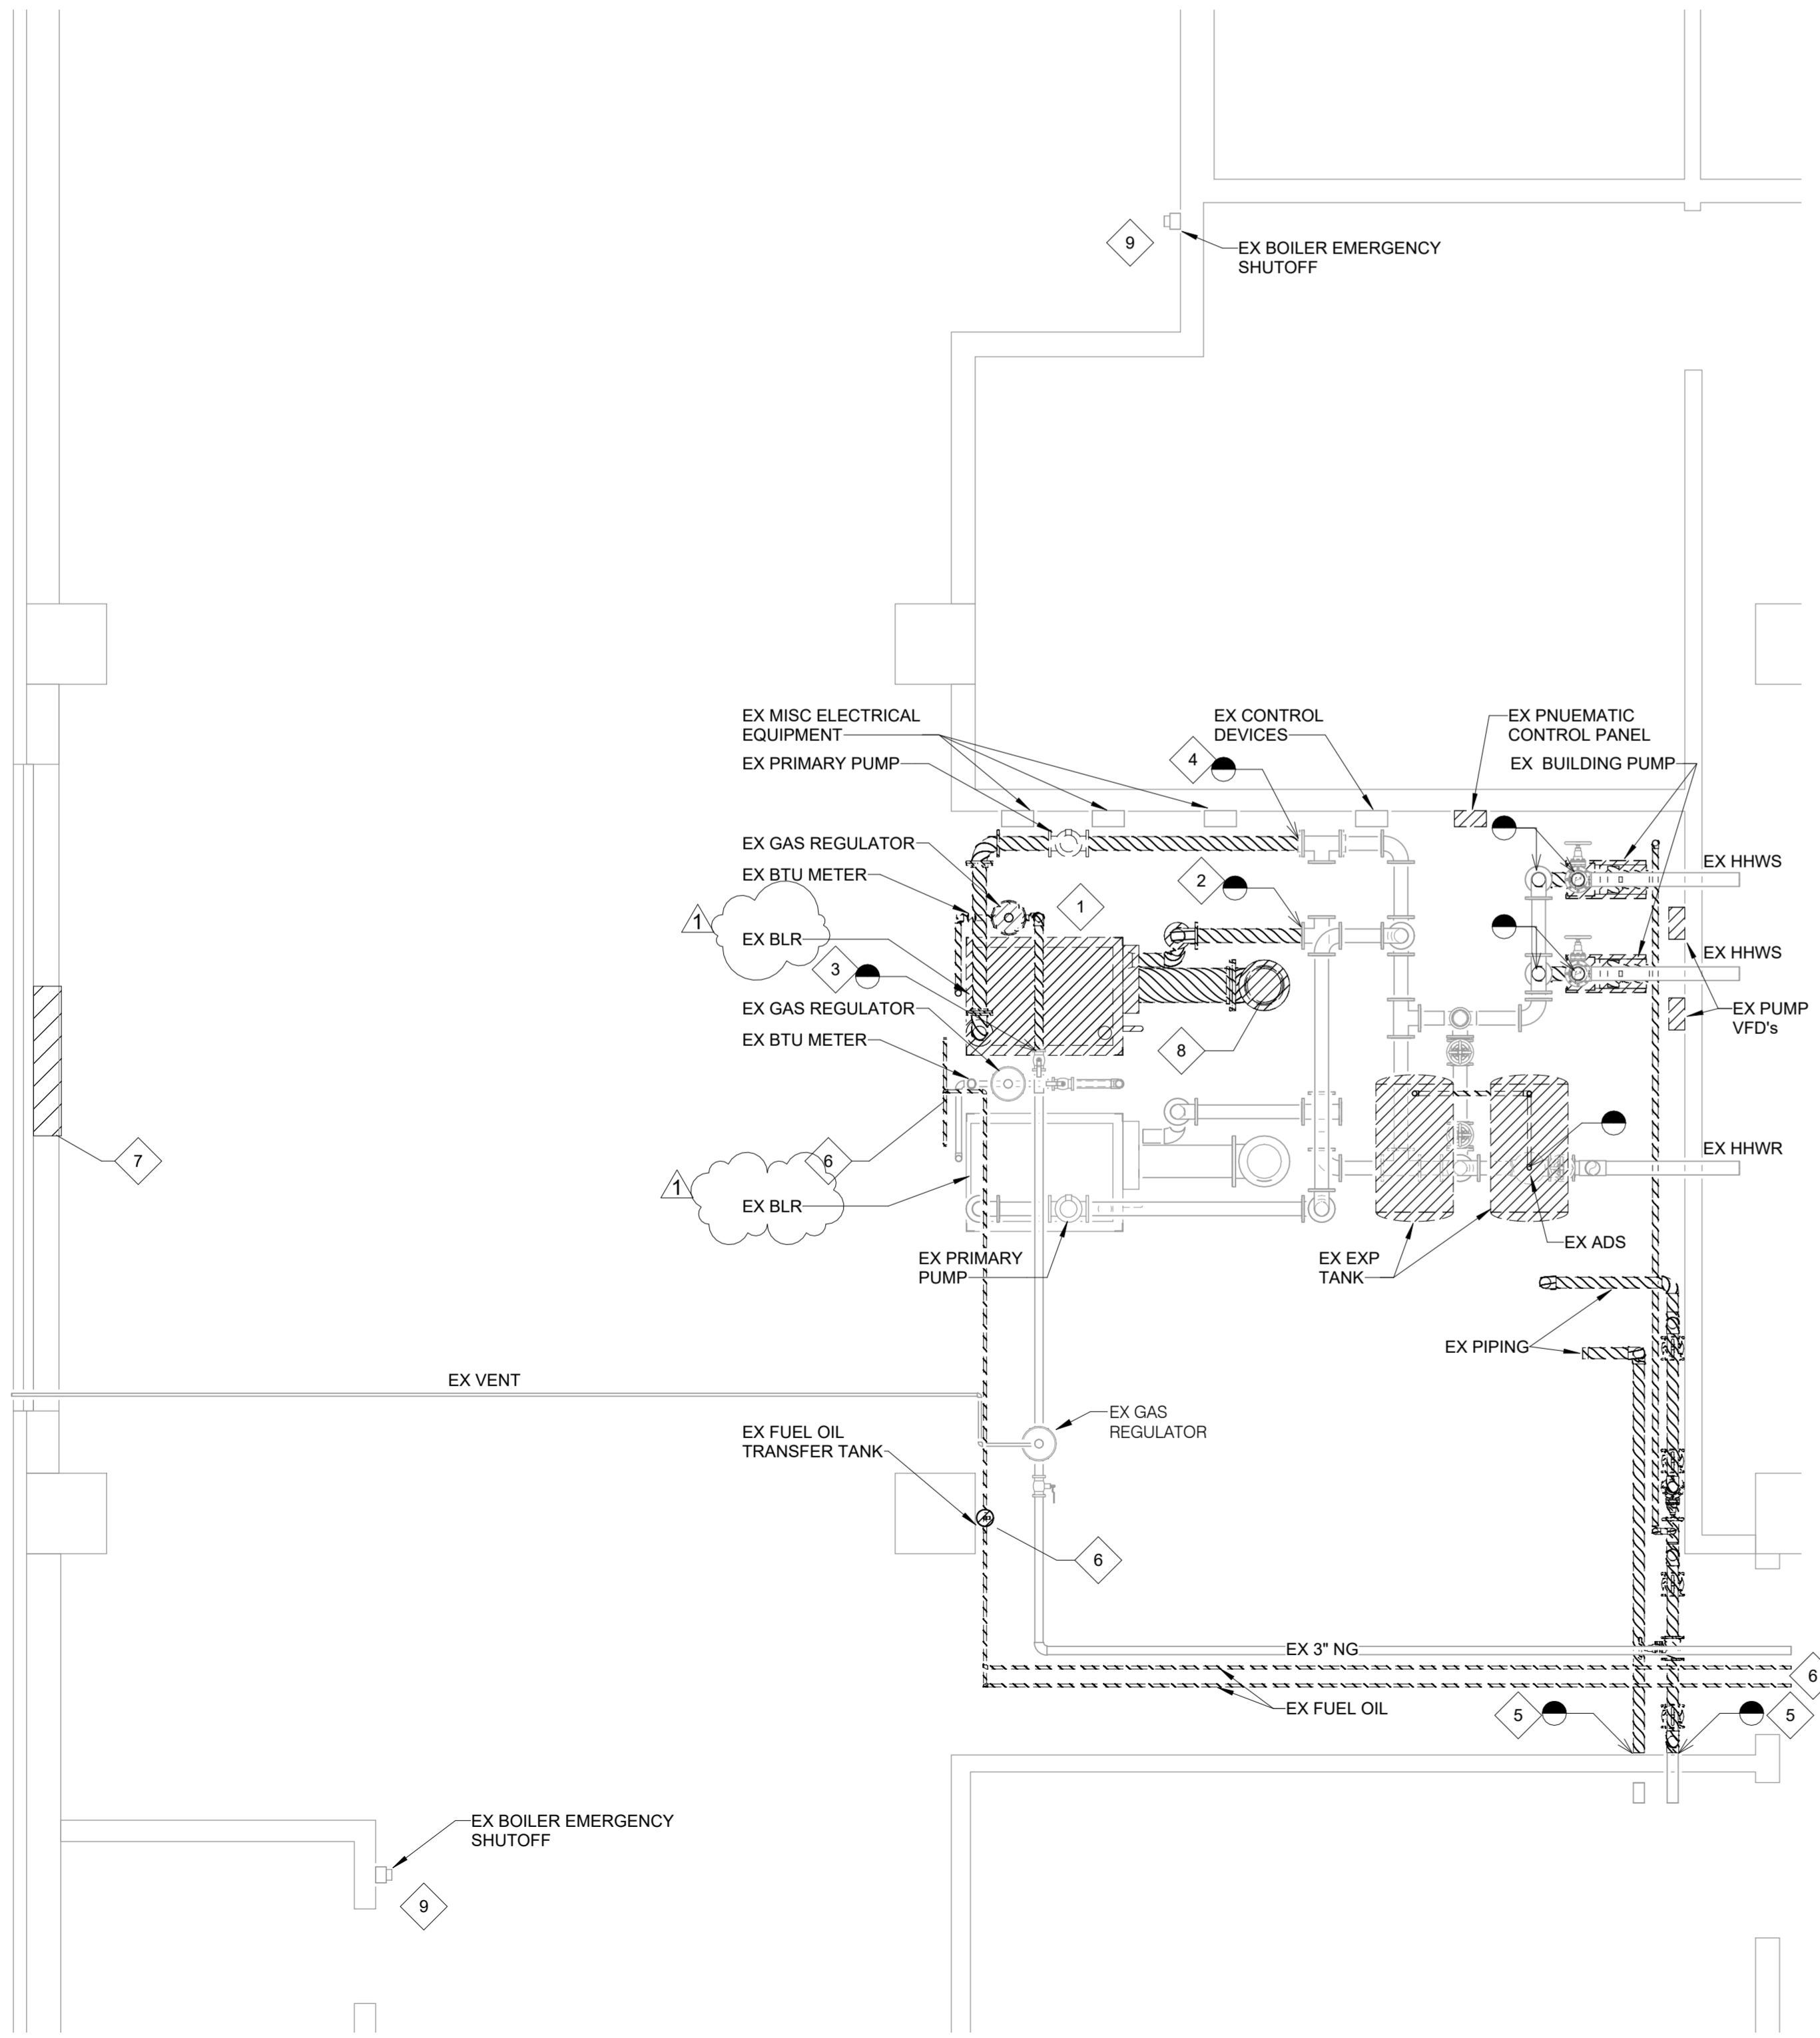 9
EX BOILER EMERGENCY
SHUTOFF
EX MISC ELECTRICAL
EQUIPMENT
EX CONTROL
DEVICES
EX PNUEMATIC
CONTROL PANEL
EX PRIMARY PUMP
4
EX  BUILDING PUMP
EX GAS REGULATOR
EX HHWS
EX BTU METER
2
1
1
EX BLR
3
EX HHWS
EX GAS REGULATOR
EX PUMP
VFD's
EX BTU METER
8
7
6
EX HHWR
1
EX BLR
EX ADS
EX PRIMARY
PUMP
EX EXP
TANK
EX PIPING
EX VENT
EX GAS
REGULATOR
EX FUEL OIL
TRANSFER TANK
6
EX 3" NG
6
EX FUEL OIL
5
5
EX BOILER EMERGENCY
SHUTOFF
9